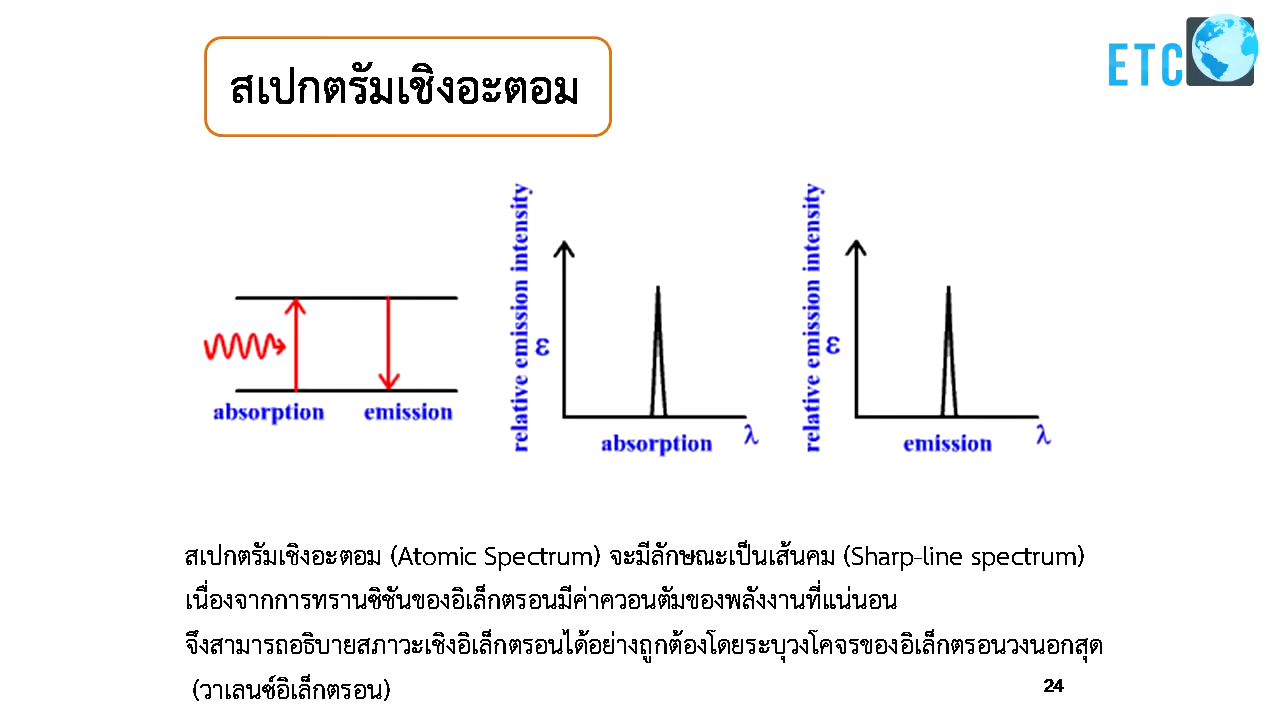 สเปกตรัมเชิงอะตอม
ETC
relative emission intensity
ε
absorption
λ
relative emission intensity
ε
emission
λ
absorption
emission
สเปกตรัมเชิงอะตอม (Atomic Spectrum) จะมีลักษณะเป็นเส้นคม (Sharp-line spectrum)
เนื่องจากการทรานซิชันของอิเล็กตรอนมีค่าควอนตัมของพลังงานที่แน่นอน
จึงสามารถอธิบายสภาวะเชิงอิเล็กตรอนได้อย่างถูกต้องโดยระบุวงโคจรของอิเล็กตรอนวงนอกสุด
(วาเลนซ์อิเล็กตรอน)
24